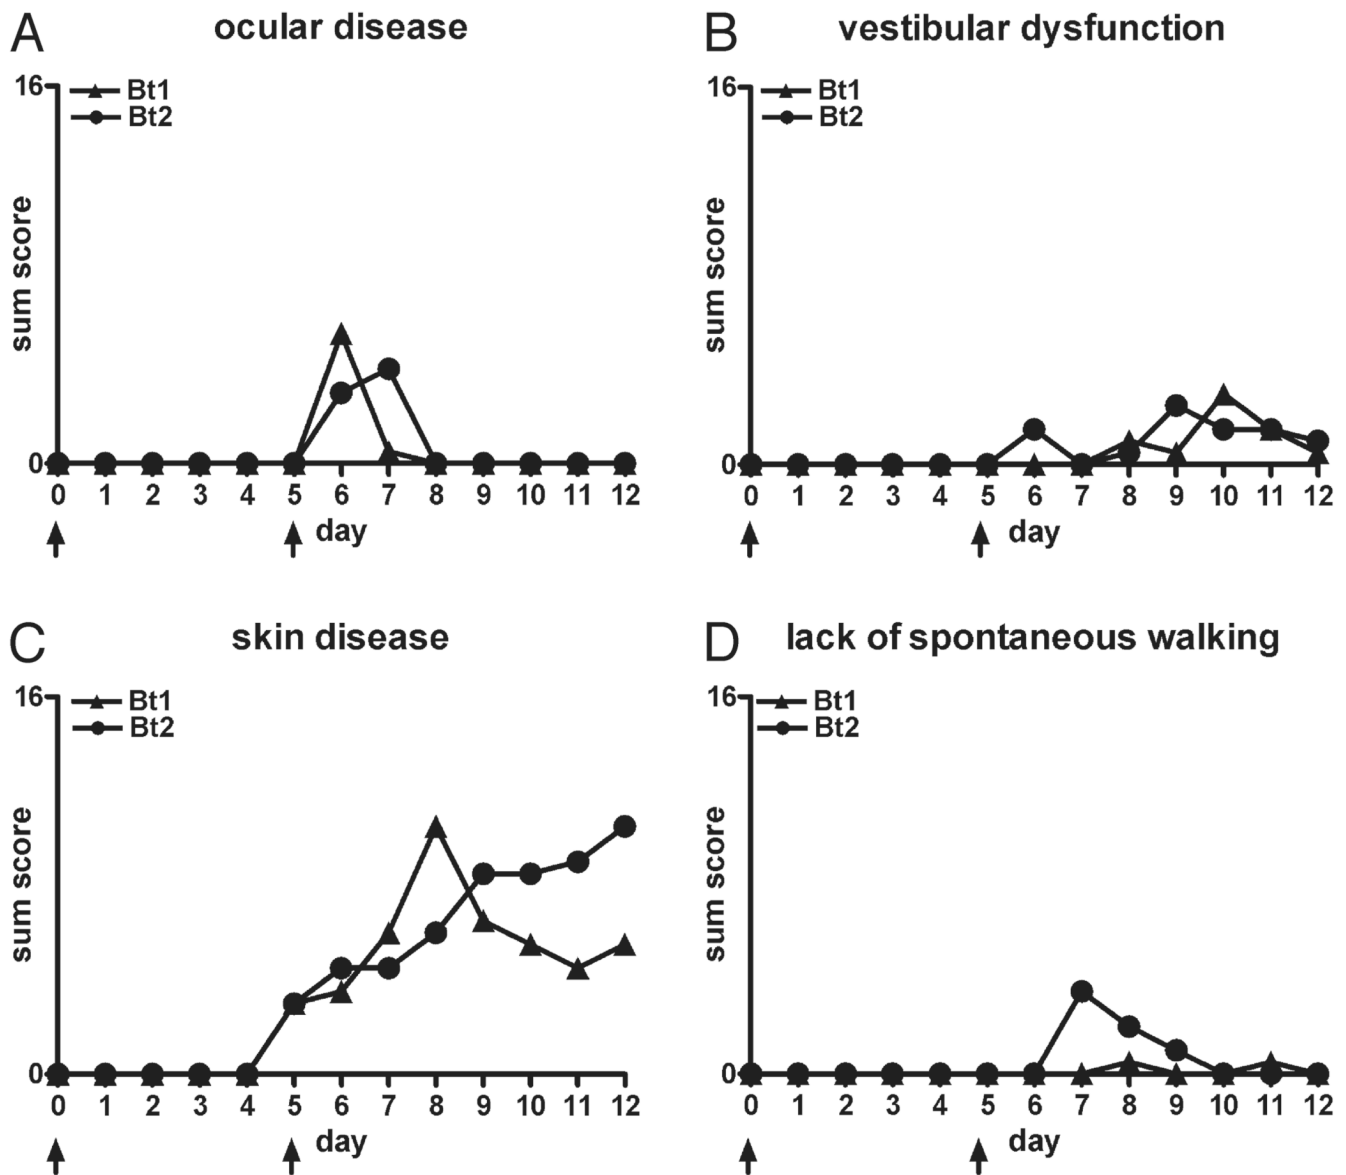 A
ocular disease
16
Bt1
Bt2
sum score
0
0 1 2 3 4 5 6 7 8 9 10 11 12
day
B
vestibular dysfunction
16
Bt1
Bt2
sum score
0
0 1 2 3 4 5 6 7 8 9 10 11 12
day
C
skin disease
16
Bt1
Bt2
sum score
0
0 1 2 3 4 5 6 7 8 9 10 11 12
day
D
lack of spontaneous walking
16
Bt1
Bt2
sum score
0
0 1 2 3 4 5 6 7 8 9 10 11 12
day